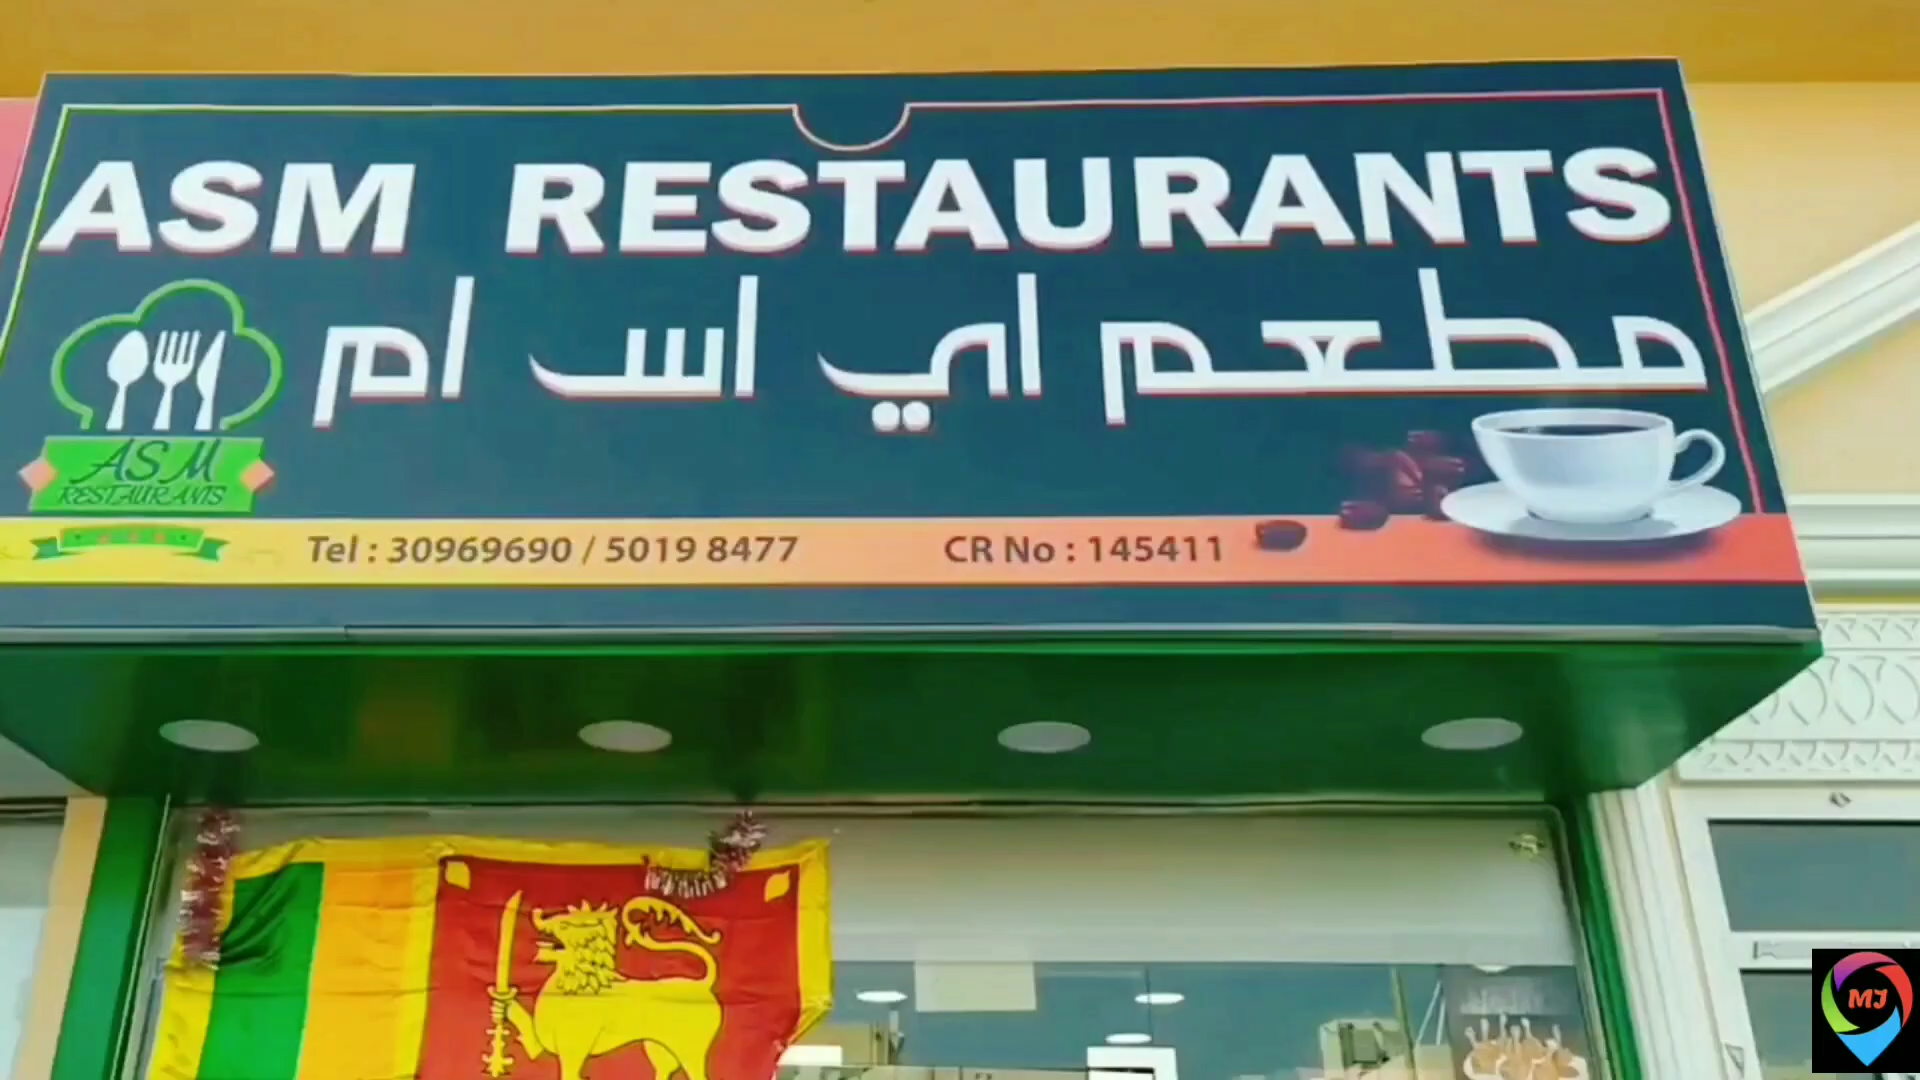 ASM RESTAURANTS
مطعم اي اس ام
ASM
RESTAURANTS
Tel : 30969690 / 5019 8477
CR No : 145411
MJ